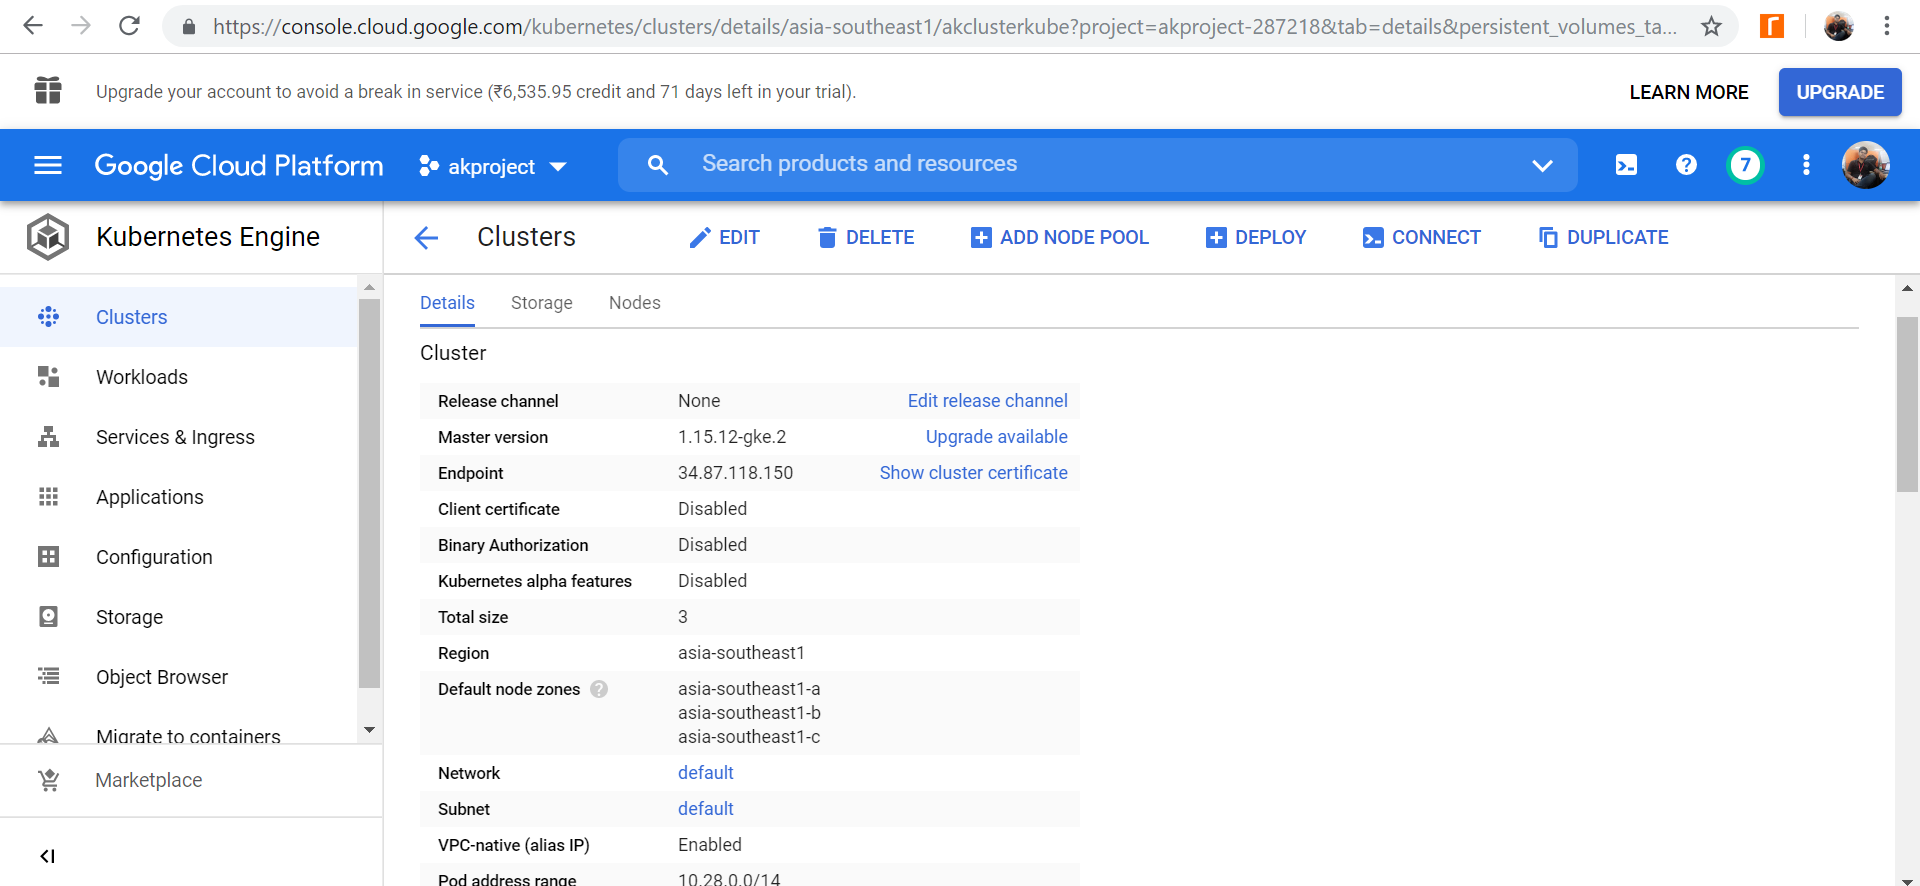 https://console.cloud.google.com/kubernetes/clusters/details/asia-southeast1/akclusterkube?project=akproject-287218&tab=details&persistent_volumes_ta...
Upgrade your account to avoid a break in service (₹6,535.95 credit and 71 days left in your trial).
LEARN MORE
UPGRADE
Google Cloud Platform
akproject
Search products and resources
7
Kubernetes Engine
Clusters
EDIT
DELETE
ADD NODE POOL
DEPLOY
CONNECT
DUPLICATE
Clusters
Workloads
Services & Ingress
Applications
Configuration
Storage
Object Browser
Migrate to containers
Marketplace
Details Storage Nodes
Cluster
Release channel None Edit release channel
Master version 1.15.12-gke.2 Upgrade available
Endpoint 34.87.118.150 Show cluster certificate
Client certificate Disabled
Binary Authorization Disabled
Kubernetes alpha features Disabled
Total size 3
Region asia-southeast1
Default node zones asia-southeast1-a
asia-southeast1-b
asia-southeast1-c
Network default
Subnet default
VPC-native (alias IP) Enabled
Pod address range 10.28.0.0/14